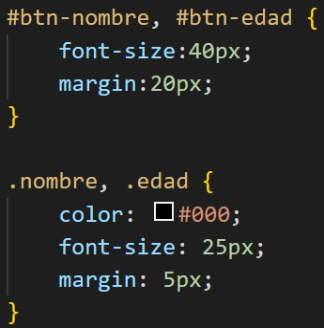 #btn-nombre, #btn-edad {
    font-size:40px;
    margin:20px;
}

.nombre, .edad {
    color: #000;
    font-size: 25px;
    margin: 5px;
}